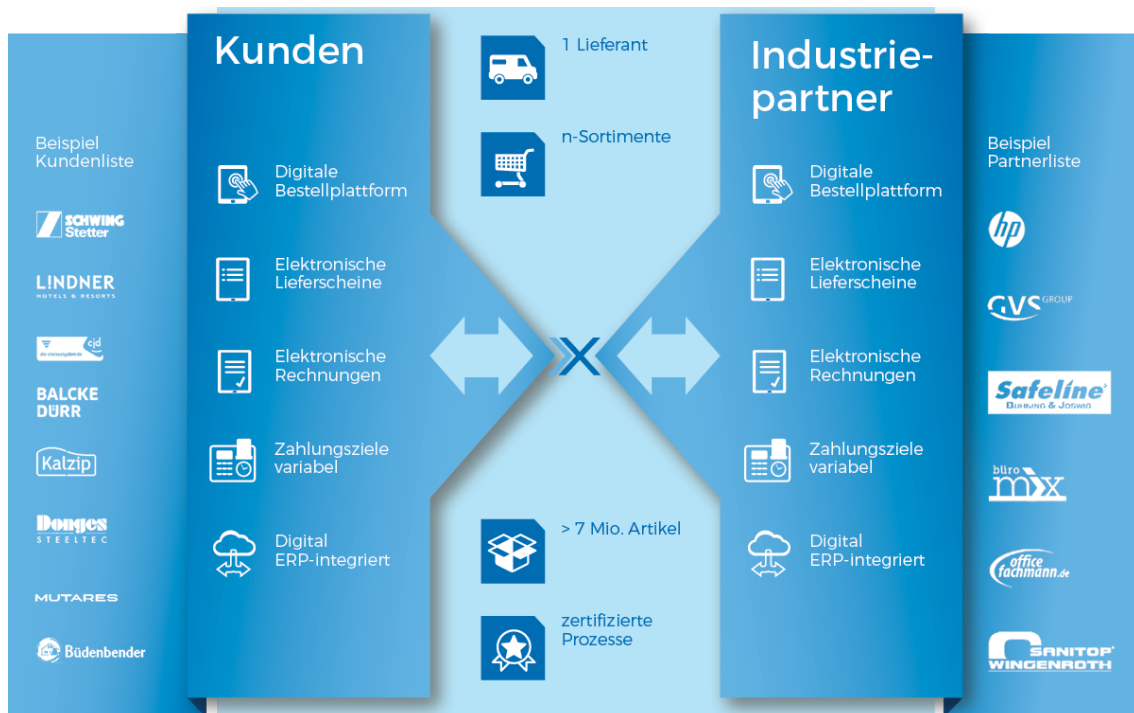 Beispiel
Kundenliste
SCHWING
Stetter
L!NDNER
HOTELS & RESORTS
cjd
BALCKE
DÜRR
Kalzip
Donges
STEELTEC
MUTARES
Büdenbender
Kunden
Digitale
Bestellplattform
Elektronische
Lieferscheine
Elektronische
Rechnungen
Zahlungsziele
variabel
Digital
ERP-integriert
1 Lieferant
n-Sortimente
X
> 7 Mio. Artikel
zertifizierte
Prozesse
Industrie-
partner
Digitale
Bestellplattform
Elektronische
Lieferscheine
Elektronische
Rechnungen
Zahlungsziele
variabel
Digital
ERP-integriert
Beispiel
Partnerliste
hp
GVS GROUP
Safeline
BÜHNING & JOSWIG
büro
mix
office
fachmann.de
SANITOP
WINGENROTH